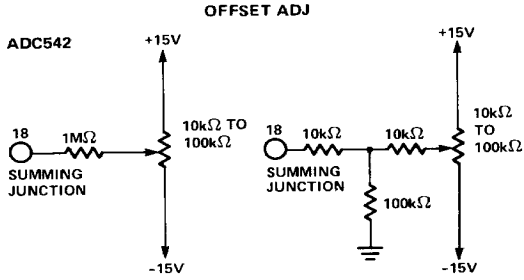 OFFSET ADJ
ADC542
+15V
18
1MΩ
10kΩ TO
100kΩ
SUMMING
JUNCTION
-15V
+15V
18
10kΩ
10kΩ
10kΩ
TO
100kΩ
SUMMING
JUNCTION
100kΩ
-15V